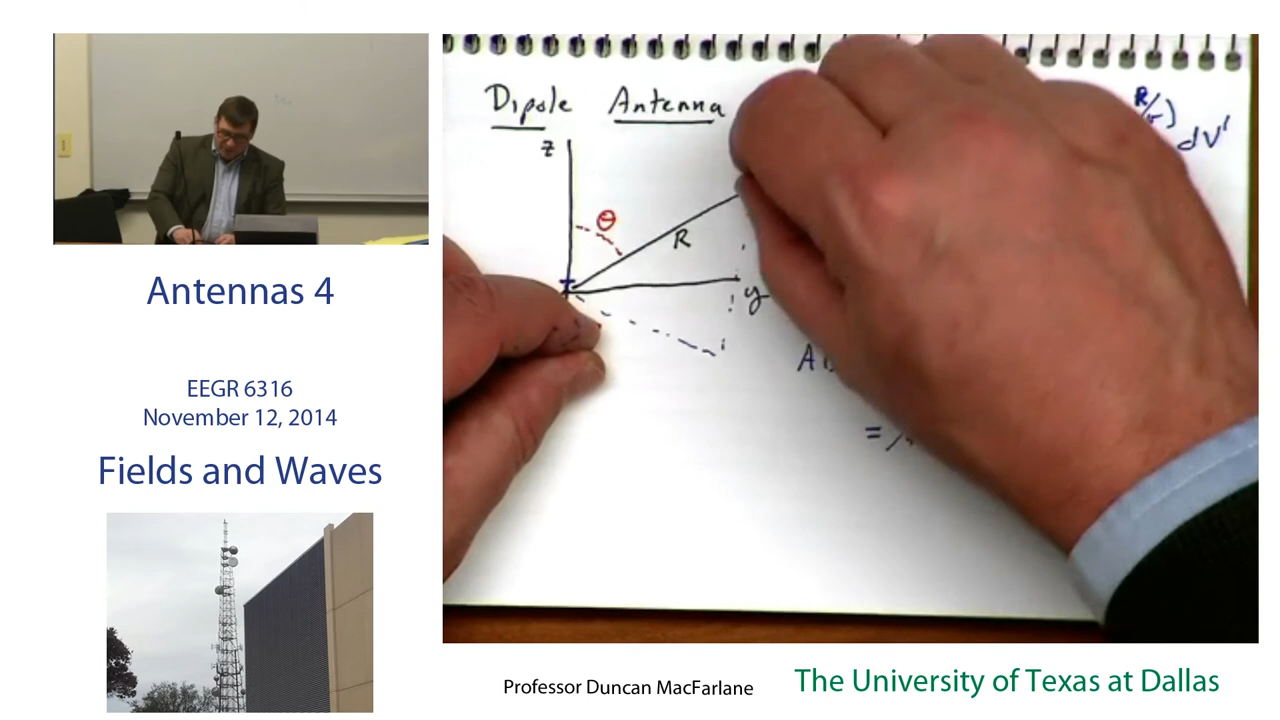 Antennas 4
EEGR 6316
November 12, 2014
Fields and Waves
Dipole Antenna
z
θ
R
y
R/
dV'
=
Professor Duncan MacFarlane
The University of Texas at Dallas